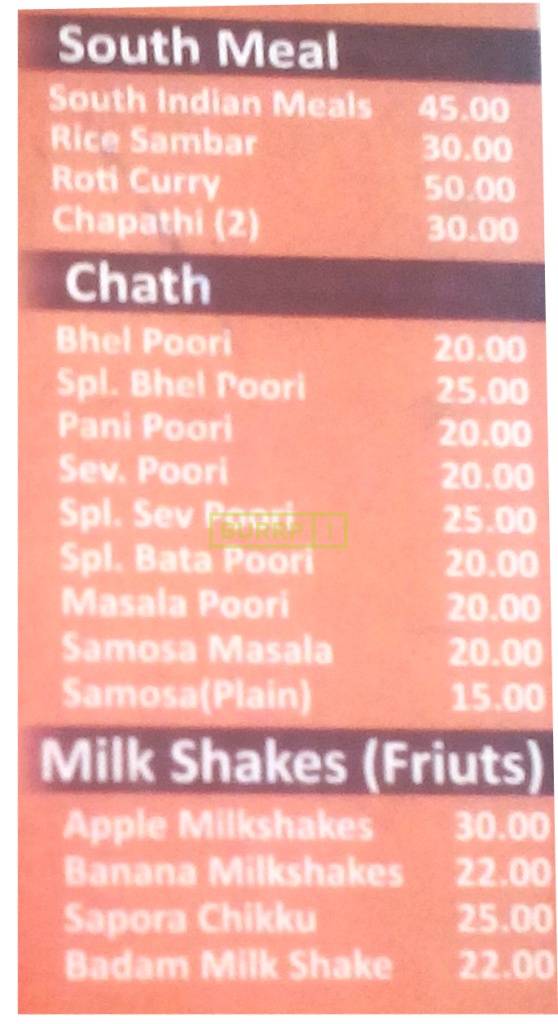 South Meal
South Indian Meals 45.00
Rice Sambar 30.00
Roti Curry 50.00
Chapathi (2) 30.00
Chath
Bhel Poori 20.00
Spl. Bhel Poori 25.00
Pani Poori 20.00
Sev. Poori 20.00
Spl. Sev Poori 25.00
BURRP!
Spl. Bata Poori 20.00
Masala Poori 20.00
Samosa Masala 20.00
Samosa(Plain) 15.00
Milk Shakes (Friuts)
Apple Milkshakes 30.00
Banana Milkshakes 22.00
Sapora Chikku 25.00
Badam Milk Shake 22.00